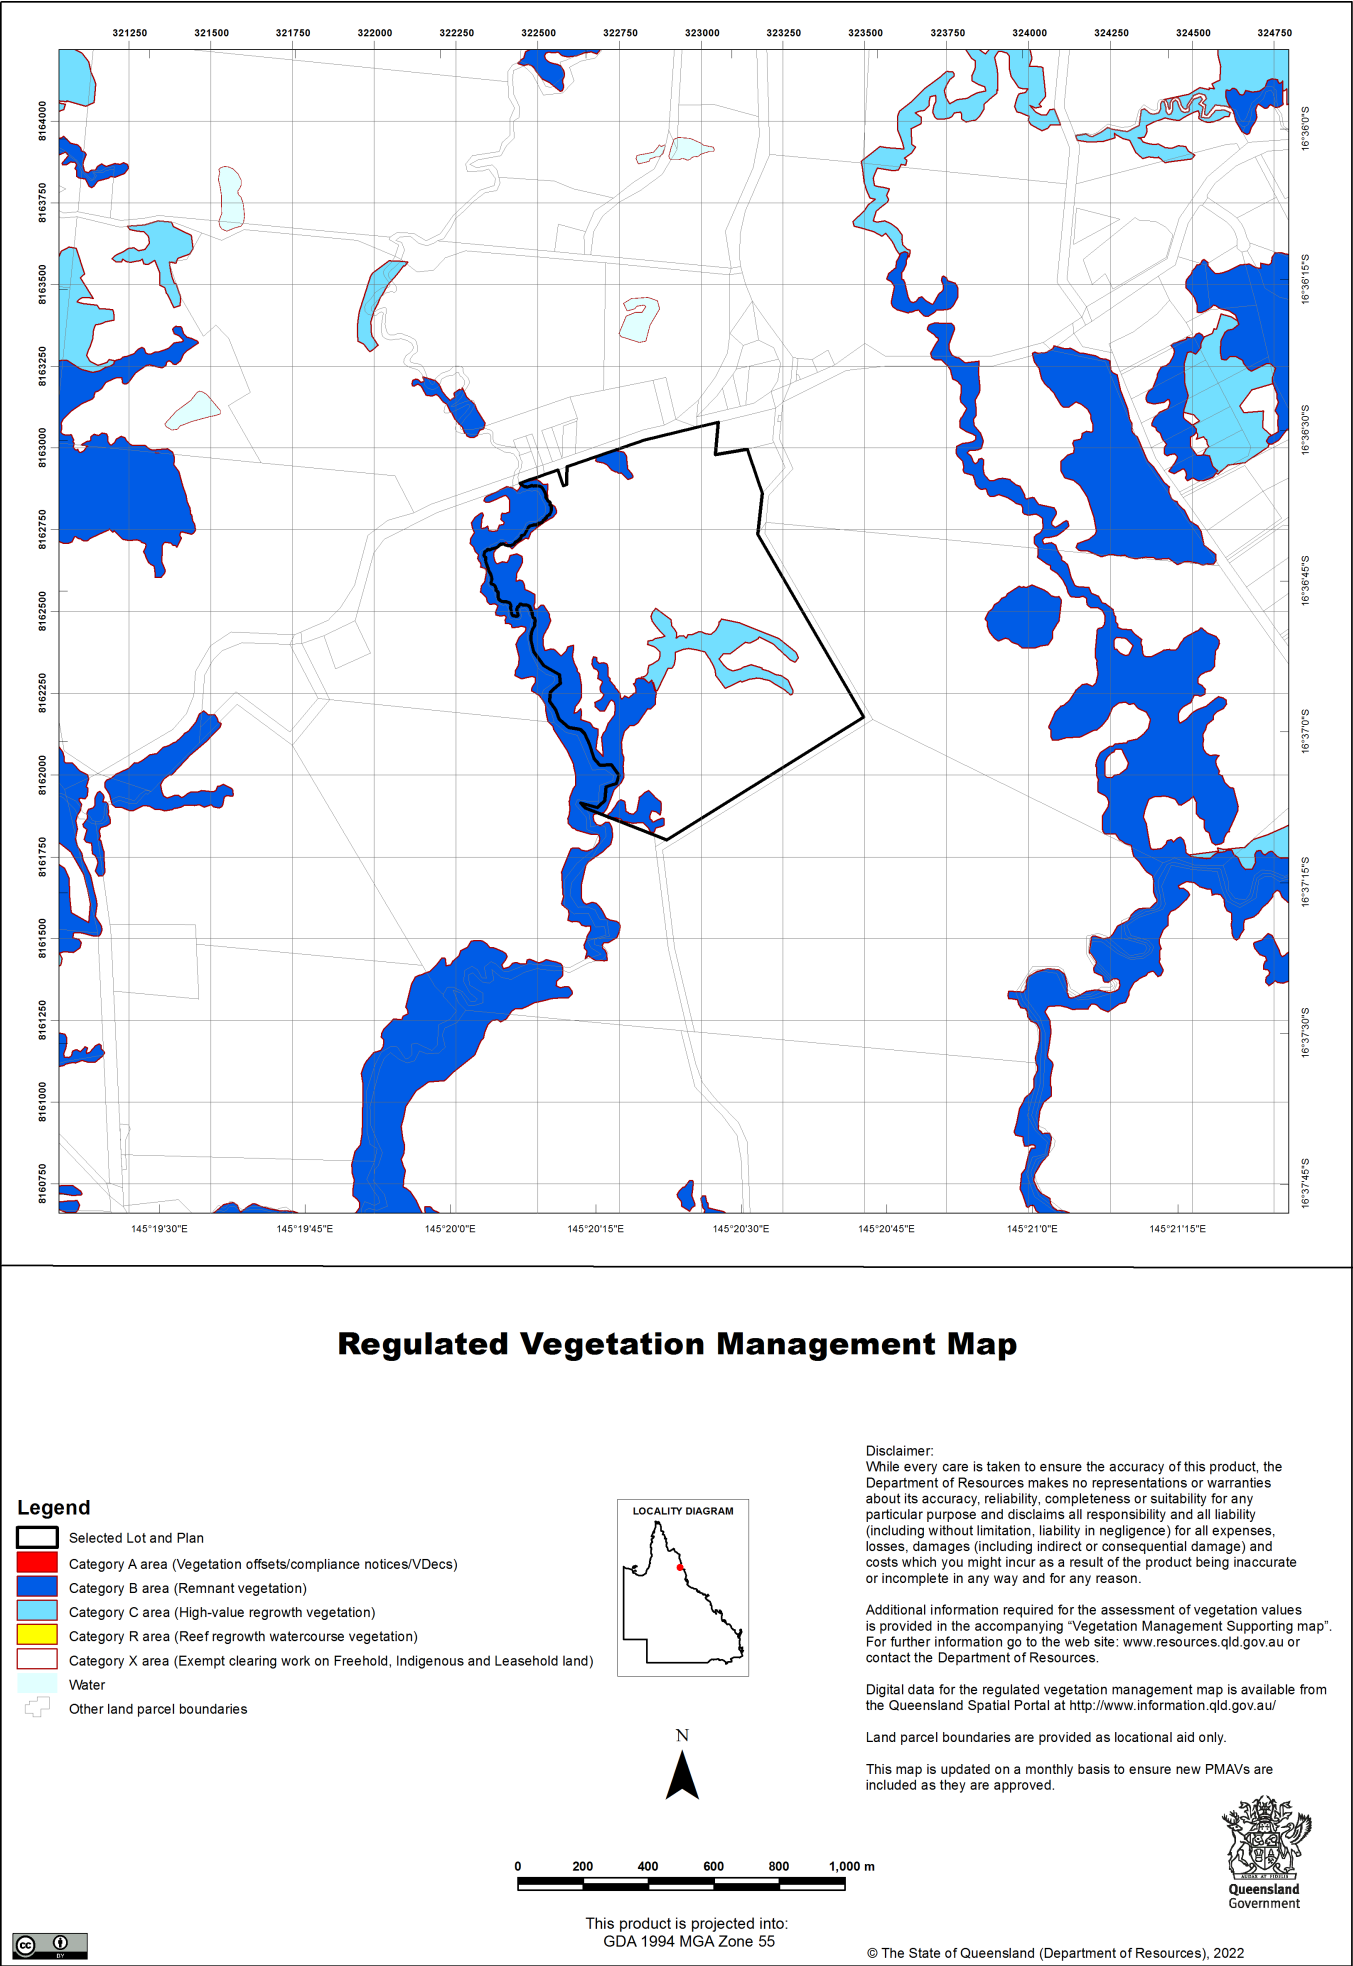 321250 321500 321750 322000 322250 322500 322750 323000 323250 323500 323750 324000 324250 324500 324750
8164000
8163750
8163500
8163250
8163000
8162750
8162500
8162250
8162000
8161750
8161500
8161250
8161000
8160750
16°36'0"S
16°36'15"S
16°36'30"S
16°36'45"S
16°37'0"S
16°37'15"S
16°37'30"S
16°37'45"S
145°19'30"E 145°19'45"E 145°20'0"E 145°20'15"E 145°20'30"E 145°20'45"E 145°21'0"E 145°21'15"E
Regulated Vegetation Management Map
Legend
Selected Lot and Plan
Category A area (Vegetation offsets/compliance notices/VDecs)
Category B area (Remnant vegetation)
Category C area (High-value regrowth vegetation)
Category R area (Reef regrowth watercourse vegetation)
Category X area (Exempt clearing work on Freehold, Indigenous and Leasehold land)
Water
Other land parcel boundaries
LOCALITY DIAGRAM
N
0 200 400 600 800 1,000 m
This product is projected into:
GDA 1994 MGA Zone 55
Disclaimer:
While every care is taken to ensure the accuracy of this product, the
Department of Resources makes no representations or warranties
about its accuracy, reliability, completeness or suitability for any
particular purpose and disclaims all responsibility and all liability
(including without limitation, liability in negligence) for all expenses,
losses, damages (including indirect or consequential damage) and
costs which you might incur as a result of the product being inaccurate
or incomplete in any way and for any reason.
Additional information required for the assessment of vegetation values
is provided in the accompanying “Vegetation Management Supporting map”.
For further information go to the web site: www.resources.qld.gov.au or
contact the Department of Resources.
Digital data for the regulated vegetation management map is available from
the Queensland Spatial Portal at http://www.information.qld.gov.au/
Land parcel boundaries are provided as locational aid only.
This map is updated on a monthly basis to ensure new PMAVs are
included as they are approved.
AUDAX AT FIDELIS
Queensland
Government
cc
BY
© The State of Queensland (Department of Resources), 2022